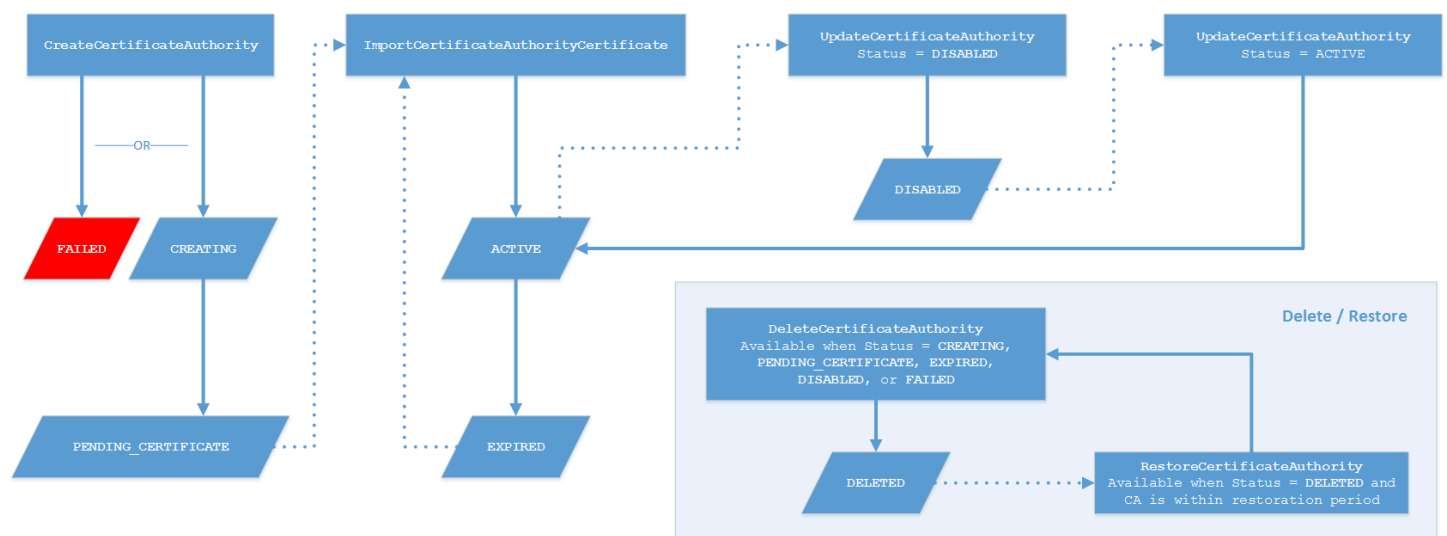 CreateCertificateAuthority
ImportCertificateAuthorityCertificate
UpdateCertificateAuthority
Status = DISABLED
UpdateCertificateAuthority
Status = ACTIVE
OR
DISABLED
FAILED
CREATING
ACTIVE
Delete / Restore
DeleteCertificateAuthority
Available when Status = CREATING,
PENDING_CERTIFICATE, EXPIRED,
DISABLED, or FAILED
PENDING_CERTIFICATE
EXPIRED
DELETED
RestoreCertificateAuthority
Available when Status = DELETED and
CA is within restoration period